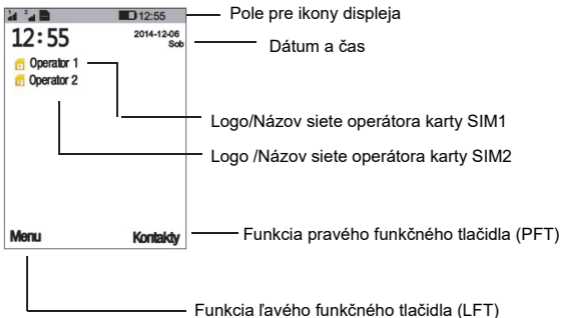 12:55
Pole pre ikony displeja
12:55
2014-12-06
Sob
Dátum a čas
Operator 1
Operator 2
Logo/Názov siete operátora karty SIM1
Logo /Názov siete operátora karty SIM2
Menu
Kontakty
Funkcia pravého funkčného tlačidla (PFT)
Funkcia ľavého funkčného tlačidla (LFT)